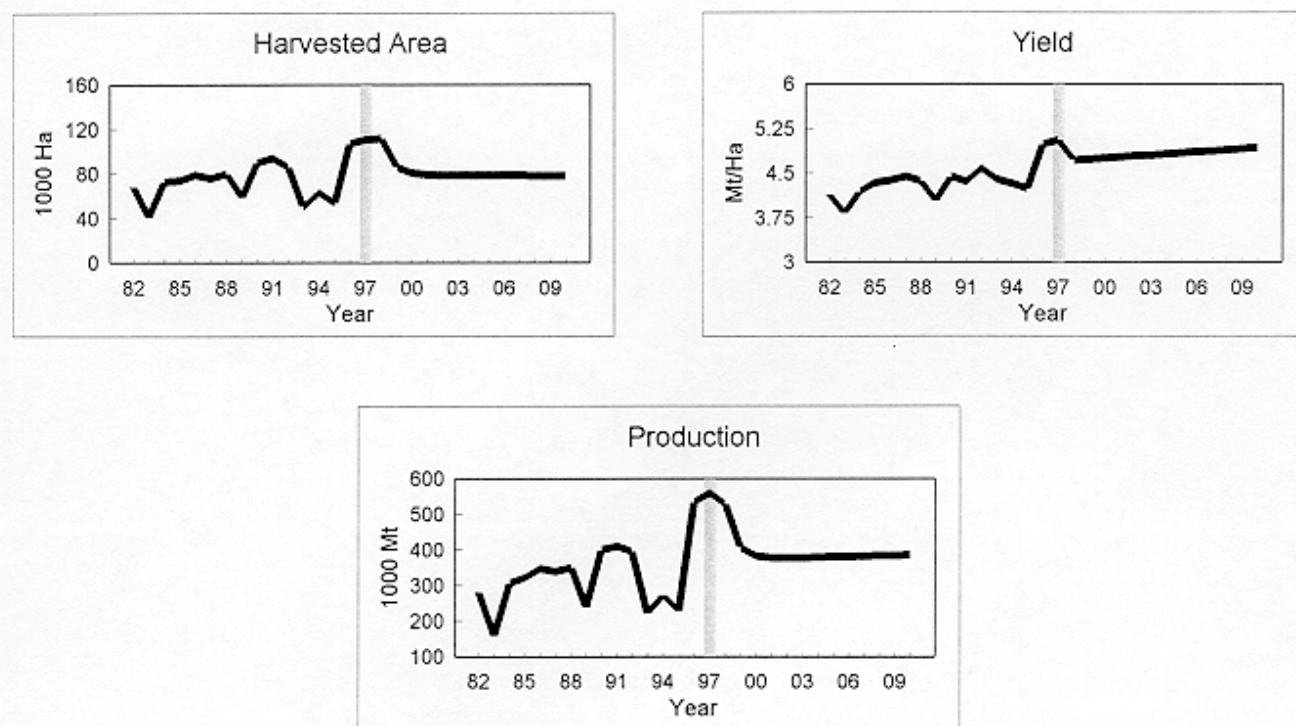 Harvested Area
160
120
80
40
0
1000 Ha
82 85 88 91 94 97 00 03 06 09
Year
Yield
6
5.25
4.5
3.75
3
Mt/Ha
82 85 88 91 94 97 00 03 06 09
Year
Production
600
500
400
300
200
100
1000 Mt
82 85 88 91 94 97 00 03 06 09
Year